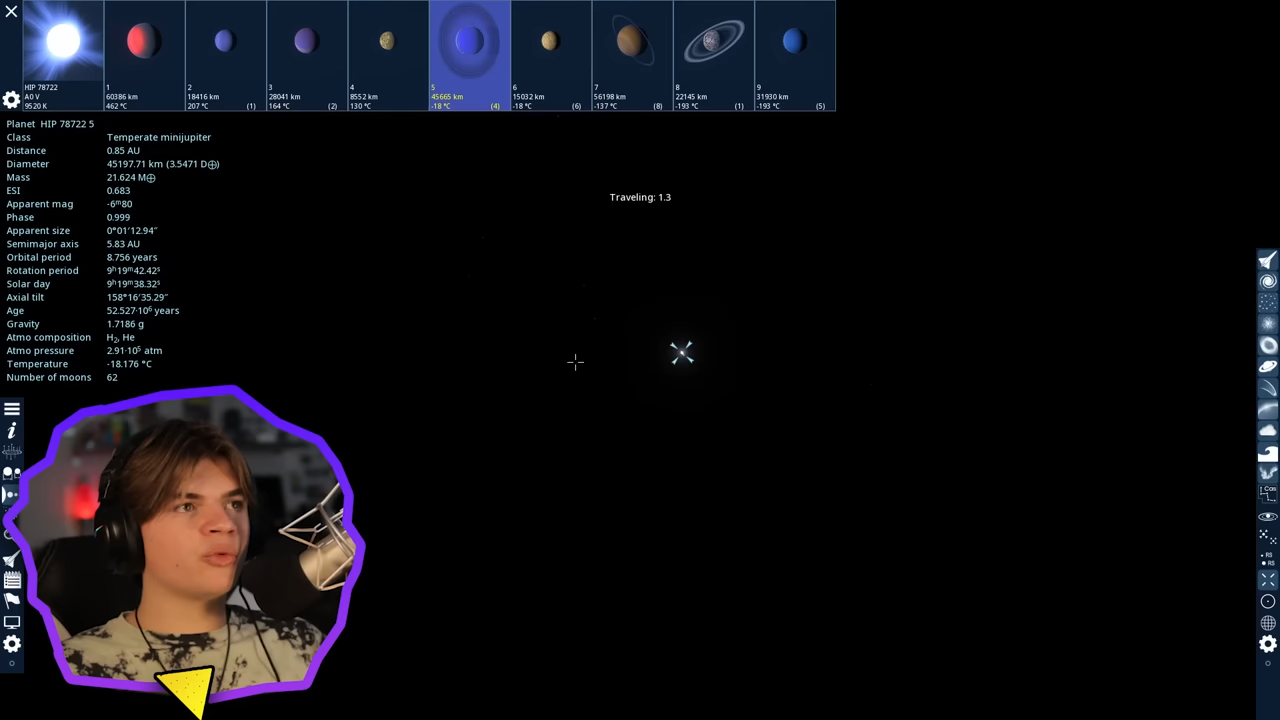 HIP 78722
A0 V
9520 K
1
60386 km
462 °C
2
18416 km
207 °C (1)
3
28041 km
164 °C (2)
4
8552 km
130 °C
5
45665 km
-18 °C (4)
6
15032 km
-18 °C (6)
7
56198 km
-137 °C (8)
8
22145 km
-193 °C (1)
9
31930 km
-193 °C (5)
Planet HIP 78722 5
Class Temperate minijupiter
Distance 0.85 AU
Diameter 45197.71 km (3.5471 D⊕)
Mass 21.624 M⊕
ESI 0.683
Apparent mag -6ᵐ80
Phase 0.999
Apparent size 0°01′12.94″
Semimajor axis 5.83 AU
Orbital period 8.756 years
Rotation period 9ʰ19ᵐ42.42ˢ
Solar day 9ʰ19ᵐ38.32ˢ
Axial tilt 158°16′35.29″
Age 52.527·10⁶ years
Gravity 1.7186 g
Atmo composition H₂, He
Atmo pressure 2.91·10⁵ atm
Temperature -18.176 °C
Number of moons 62
Traveling: 1.3
Cas
RS
RS